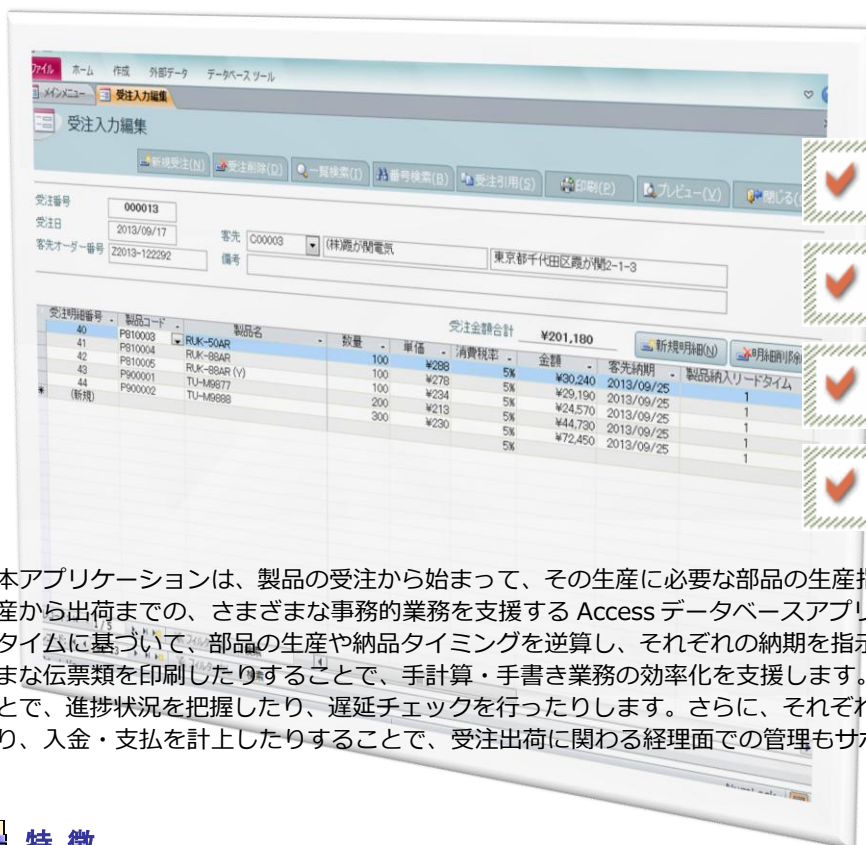 ファイル ホーム 作成 外部データ データベース ツール
メインメニュー 受注入力編集
受注入力編集
新規受注(N) 受注削除(D) 一覧検索(I) 番号検索(B) 受注引用(S) 印刷(P) プレビュー(V) 閉じる(
受注番号 000013
受注日 2013/09/17 客先 C00003 (株)霞が関電気 東京都千代田区霞が関2-1-3
客先オーダー番号 Z2013-122292 備考
受注金額合計 ¥201,180 新規明細(N) 明細削除
受注明細番号 製品コード 製品名 数量 単価 消費税率 金額 客先納期 製品納入リードタイム
40 P810003 RUK-50AR 100 ¥288 5% ¥30,240 2013/09/25 1
41 P810004 RUK-88AR 100 ¥278 5% ¥29,190 2013/09/25 1
42 P810005 RUK-88AR(Y) 100 ¥234 5% ¥24,570 2013/09/25 1
43 P900001 TU-M9877 200 ¥213 5% ¥44,730 2013/09/25 1
44 P900002 TU-M9888 300 ¥230 5% ¥72,450 2013/09/25 1
(新規) 5%
本アプリケーションは、製品の受注から始まって、その生産に必要な部品の生産
産から出荷までの、さまざまな事務的業務を支援する Access データベースアプリ
タイムに基づいて、部品の生産や納品タイミングを逆算し、それぞれの納期を指示
まな伝票類を印刷したりすることで、手計算・手書き業務の効率化を支援します。
とで、進捗状況を把握したり、遅延チェックを行ったりします。さらに、それぞれ
り、入金・支払を計上したりすることで、受注出荷に関わる経理面での管理もサポ
特 徴